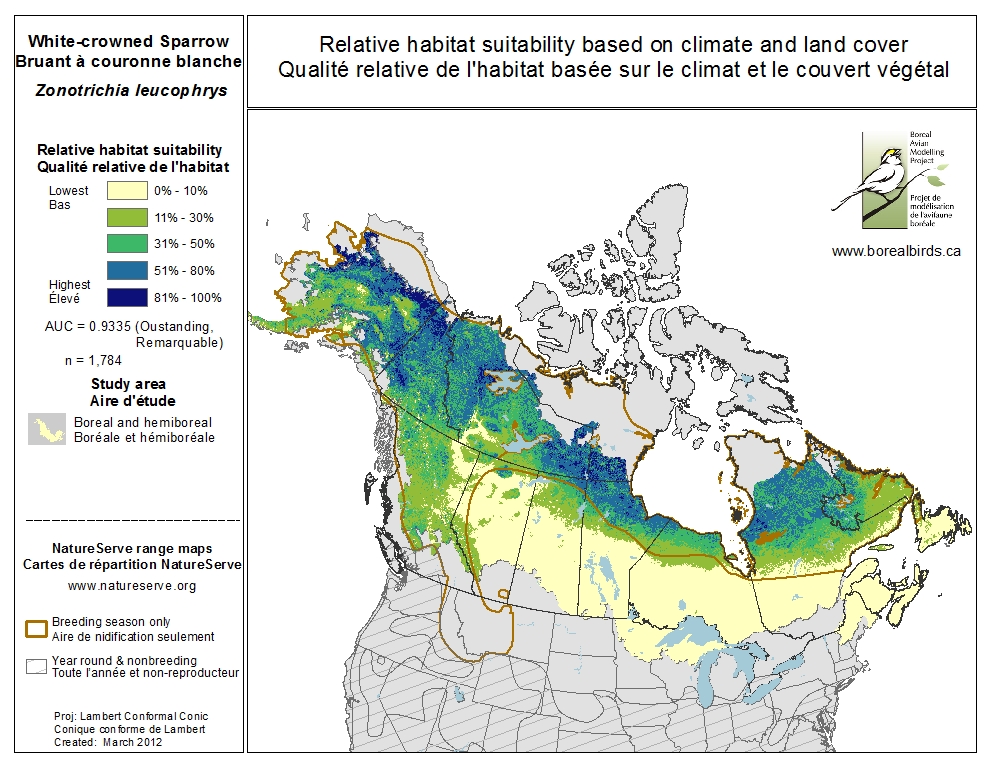 White-crowned Sparrow
Bruant à couronne blanche
Zonotrichia leucophrys
Relative habitat suitability based on climate and land cover
Qualité relative de l'habitat basée sur le climat et le couvert végétal
Relative habitat suitability
Qualité relative de l'habitat
Lowest
Bas
0% - 10%
11% - 30%
31% - 50%
51% - 80%
Highest
Élevé
81% - 100%
AUC = 0.9335 (Oustanding,
Remarquable)
n = 1,784
Study area
Aire d'étude
Boreal and hemiboreal
Boréale et hémiboréale
NatureServe range maps
Cartes de répartition NatureServe
www.natureserve.org
Breeding season only
Aire de nidification seulement
Year round & nonbreeding
Toute l'année et non-reproducteur
Proj: Lambert Conformal Conic
Conique conforme de Lambert
Created: March 2012
Boreal
Avian
Modelling
Project
Projet de
modélisation
de l'avifaune
boréale
www.borealbirds.ca